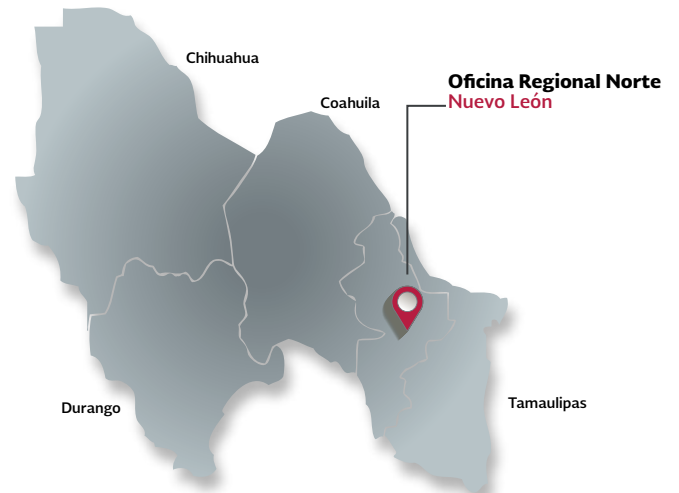 Chihuahua
Oficina Regional Norte
Nuevo León
Coahuila
Durango
Tamaulipas